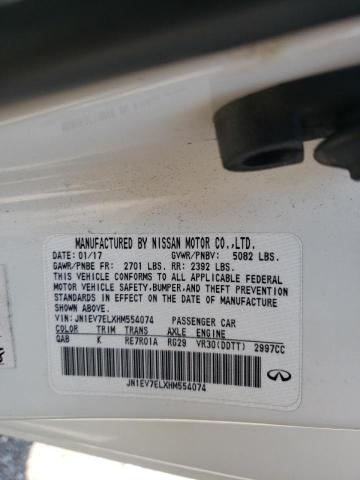 MANUFACTURED BY NISSAN MOTOR CO.,LTD.
DATE: 01/17 GVWR/PNBV: 5082 LBS.
GAWR/PNBE FR: 2701 LBS. RR: 2392 LBS.
THIS VEHICLE CONFORMS TO ALL APPLICABLE FEDERAL
MOTOR VEHICLE SAFETY,BUMPER,AND THEFT PREVENTION
STANDARDS IN EFFECT ON THE DATE OF MANUFACTURE
SHOWN ABOVE.
VIN: JN1EV7ELXHM554074 PASSENGER CAR
COLOR TRIM TRANS AXLE ENGINE
QAB K RE7R01A RG29 VR30(DDTT) 2997CC
JN1EV7ELXHM554074